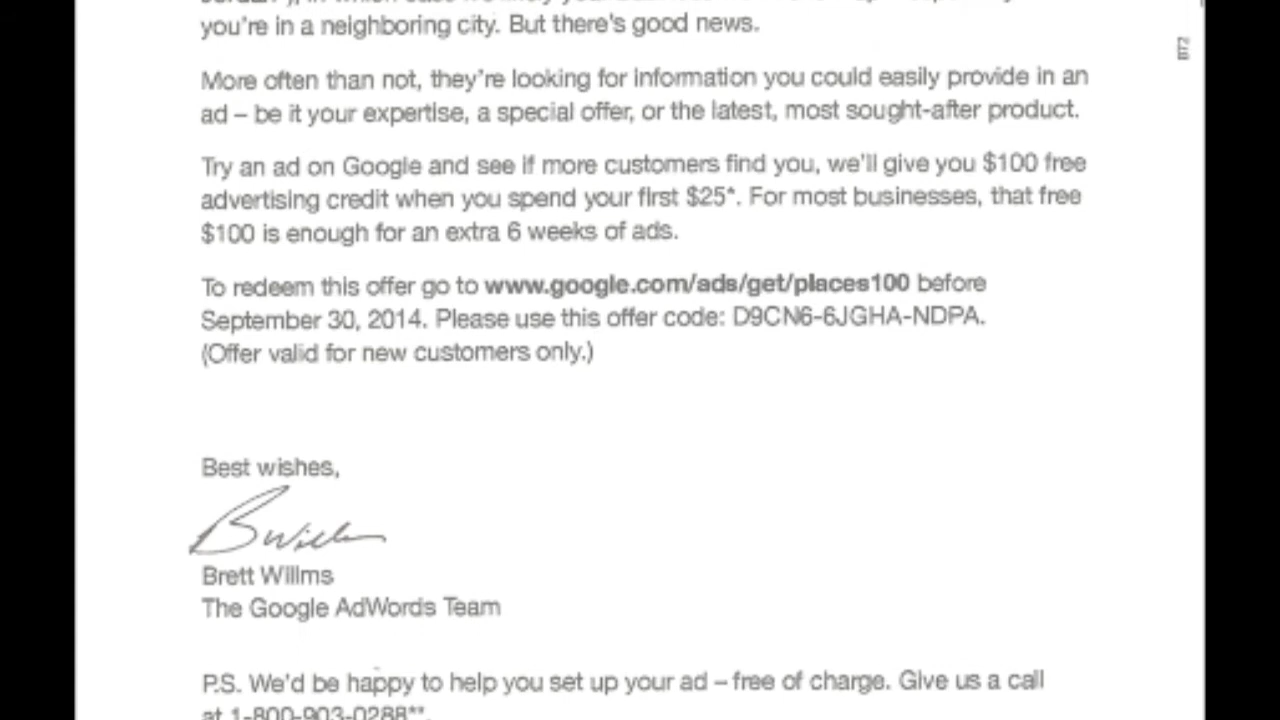 you're in a neighboring city. But there's good news.
More often than not, they're looking for information you could easily provide in an
ad – be it your expertise, a special offer, or the latest, most sought-after product.
Try an ad on Google and see if more customers find you, we'll give you $100 free
advertising credit when you spend your first $25*. For most businesses, that free
$100 is enough for an extra 6 weeks of ads.
To redeem this offer go to www.google.com/ads/get/places100 before
September 30, 2014. Please use this offer code: D9CN6-6JGHA-NDPA.
(Offer valid for new customers only.)
Best wishes,
Brett Willms
The Google AdWords Team
P.S. We'd be happy to help you set up your ad – free of charge. Give us a call
at 1-800-903-0288**.